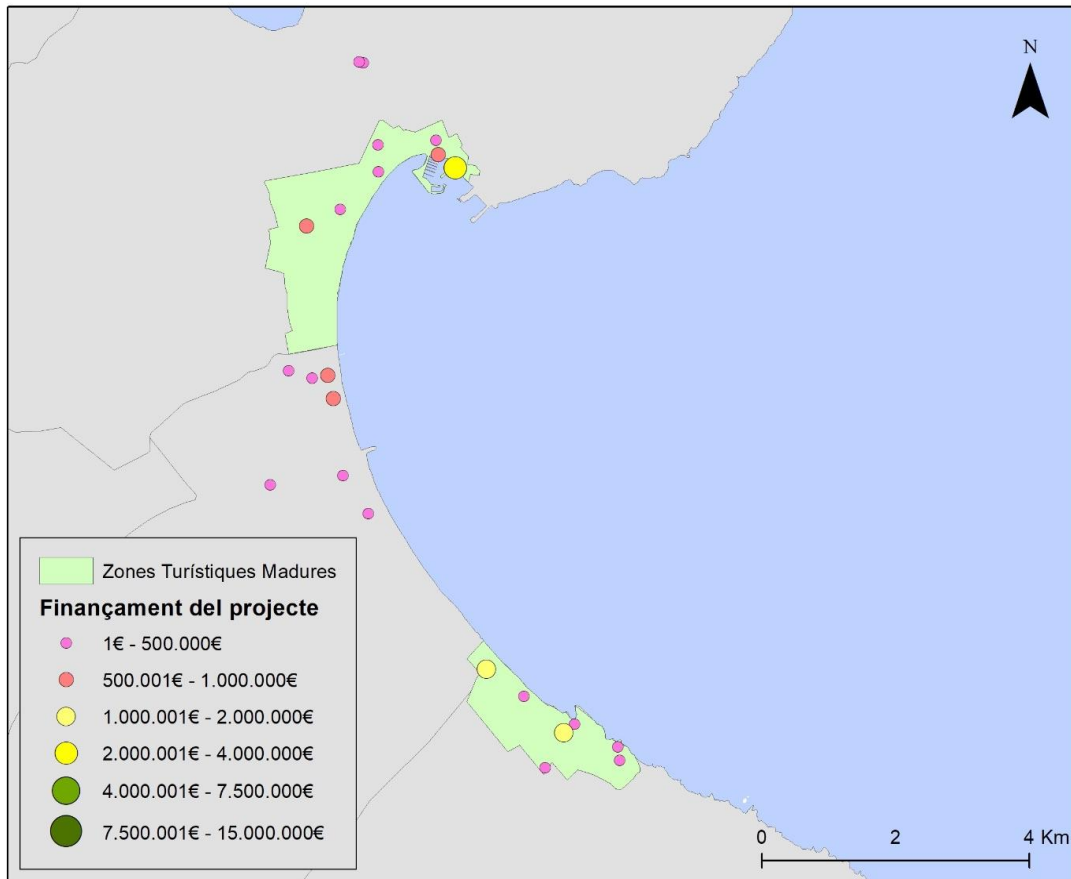 N
Zones Turístiques Madures
Finançament del projecte
1€ - 500.000€
500.001€ - 1.000.000€
1.000.001€ - 2.000.000€
2.000.001€ - 4.000.000€
4.000.001€ - 7.500.000€
7.500.001€ - 15.000.000€
0 2 4 Km